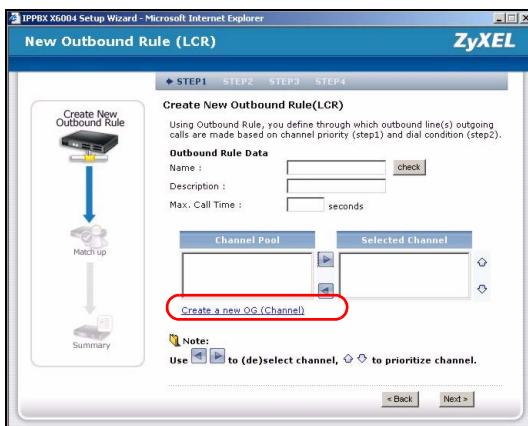 IPPBX X6004 Setup Wizard - Microsoft Internet Explorer
New Outbound Rule (LCR)
ZyXEL
STEP1 STEP2 STEP3 STEP4
Create New Outbound Rule
Match up
Summary
Create New Outbound Rule(LCR)
Using Outbound Rule, you define through which outbound line(s) outgoing
calls are made based on channel priority (step1) and dial condition (step2).
Outbound Rule Data
Name : check
Description :
Max. Call Time : seconds
Channel Pool Selected Channel
Create a new OG (Channel)
Note:
Use to (de)select channel, to prioritize channel.
< Back Next >